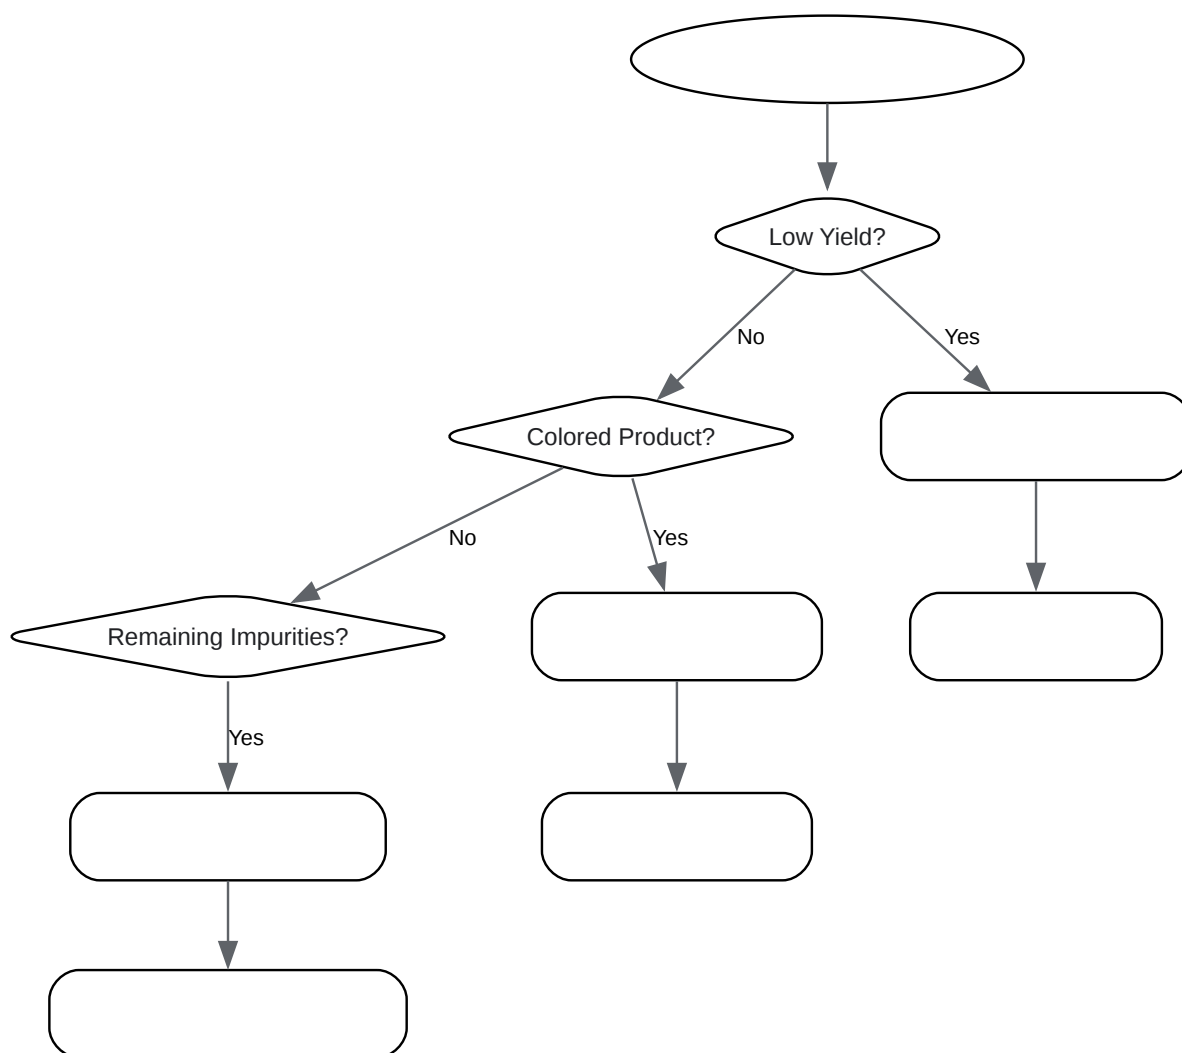 Low Yield?
No
Yes
Colored Product?
No
Yes
Remaining Impurities?
Yes